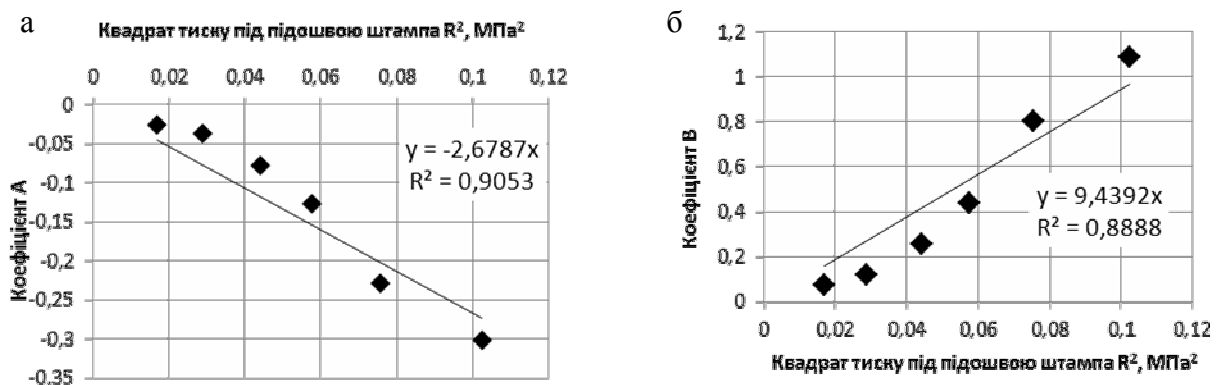 а
Квадрат тиску під підошвою штампа R², МПа²
0 0,02 0,04 0,06 0,08 0,1 0,12
0
-0,05
-0,1
-0,15
-0,2
-0,25
-0,3
-0,35
Коефіцієнт А
y = -2,6787x
R² = 0,9053
б
1,2
1
0,8
0,6
0,4
0,2
0
Коефіцієнт В
y = 9,4392x
R² = 0,8888
0 0,02 0,04 0,06 0,08 0,1 0,12
Квадрат тиску під підошвою штампа R², МПа²